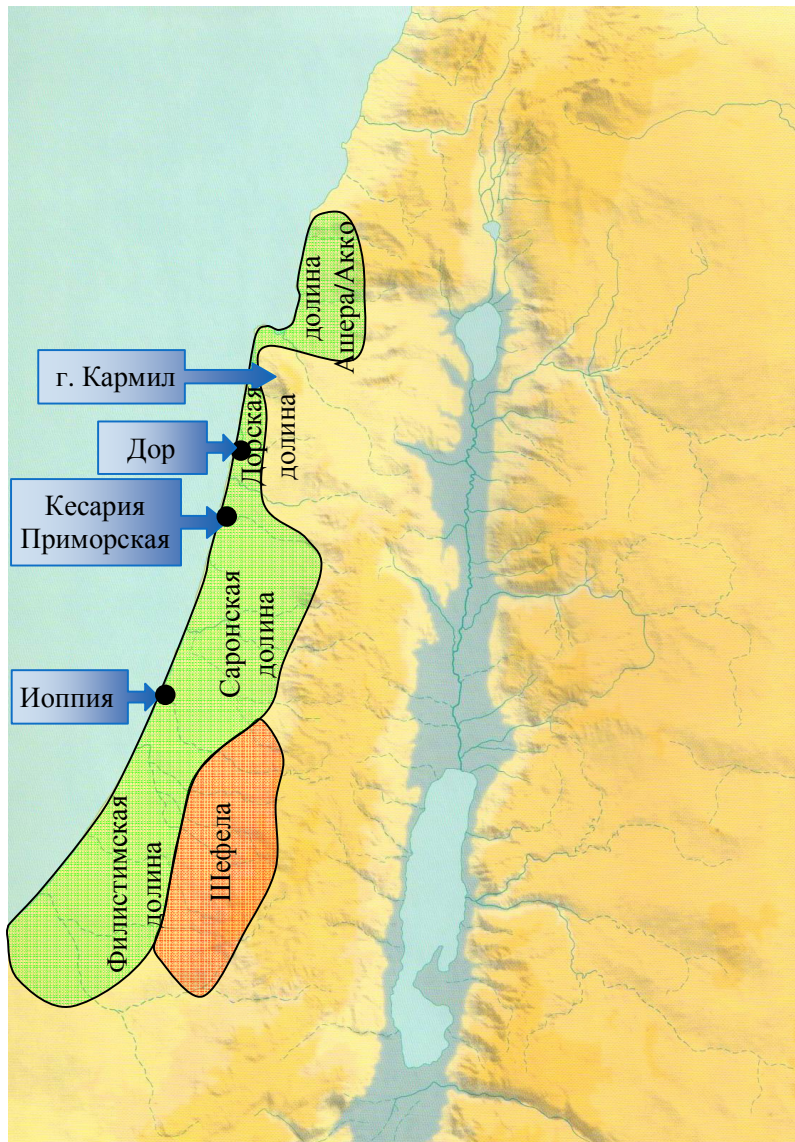 долина
Ашера/Акко
г. Кармил
Дорская
долина
Дор
Кесария
Приморская
Саронская
долина
Иоппия
Филистимская
долина
Шефела